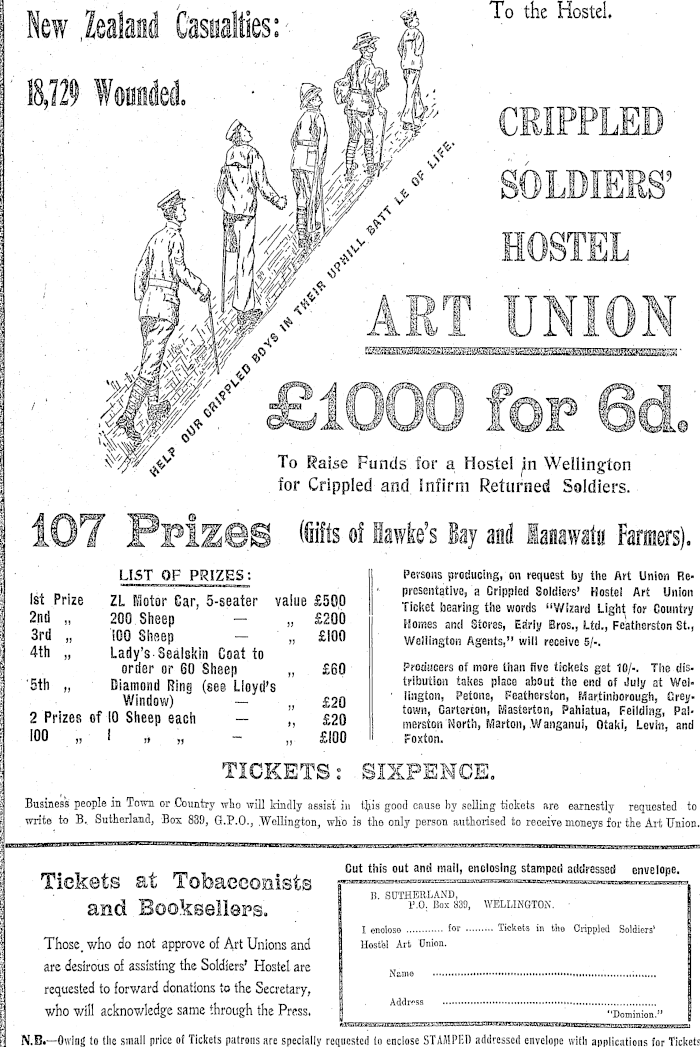 To the Hostel.
New Zealand Casualties:
18,729 Wounded.
HELP OUR CRIPPLED BOYS IN THEIR UPHILL BATTLE OF LIFE.
CRIPPLED
SOLDIERS'
HOSTEL
ART UNION
£1000 for 6d.
To Raise Funds for a Hostel in Wellington
for Crippled and Infirm Returned Soldiers.
107 Prizes (Gifts of Hawke's Bay and Manawatu Farmers).
LIST OF PRIZES:
1st Prize ZL Motor Car, 5-seater value £500
2nd ,, 200 Sheep — ,, £200
3rd ,, 100 Sheep — ,, £100
4th ,, Lady's Sealskin Coat to
order or 60 Sheep ,, £60
5th ,, Diamond Ring (see Lloyd's
Window) — ,, £20
2 Prizes of 10 Sheep each ,, £20
100 ,, 1 ,, ,, — ,, £100
Persons producing, on request by the Art Union Re-
presentative, a Crippled Soldiers' Hostel Art Union
Ticket bearing the words "Wizard Light for Country
Homes and Stores, Early Bros., Ltd., Featherston St.,
Wellington Agents," will receive 5/-.
Producers of more than five tickets get 10/-. The dis-
tribution takes place about the end of July at Wel-
lington, Petone, Featherston, Martinborough, Grey-
town, Carterton, Masterton, Pahiatua, Feilding, Pal-
merston North, Marton, Wanganui, Otaki, Levin, and
Foxton.
TICKETS: SIXPENCE.
Business people in Town or Country who will kindly assist in this good cause by selling tickets are earnestly requested to
write to B. Sutherland, Box 839, G.P.O., Wellington, who is the only person authorised to receive moneys for the Art Union.
Tickets at Tobacconists
and Booksellers.
Those who do not approve of Art Unions and
are desirous of assisting the Soldiers' Hostel are
requested to forward donations to the Secretary,
who will acknowledge same through the Press.
Cut this out and mail, enclosing stamped addressed envelope.
B. SUTHERLAND,
P.O. Box 839, WELLINGTON.
I enclose ............ for ......... Tickets in the Crippled Soldiers'
Hostel Art Union.
Name ............................................................
Address ............................................................
"Dominion."
N.B.—Owing to the small price of Tickets patrons are specially requested to enclose STAMPED addressed envelope with applications for Tickets